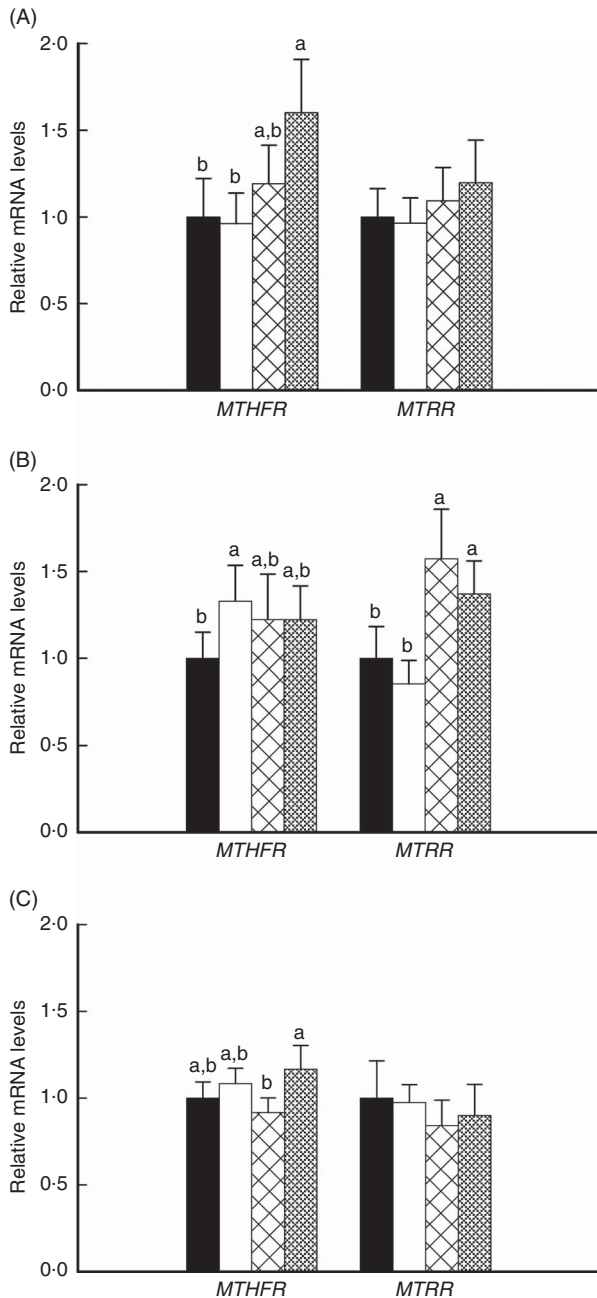 (A)
2·0
1·5
1·0
0·5
0·0
Relative mRNA levels
b
b
a,b
a
MTHFR
MTRR
(B)
2·0
1·5
1·0
0·5
0·0
Relative mRNA levels
b
a
a,b
a,b
b
b
a
a
MTHFR
MTRR
(C)
2·0
1·5
1·0
0·5
0·0
Relative mRNA levels
a,b
a,b
b
a
MTHFR
MTRR